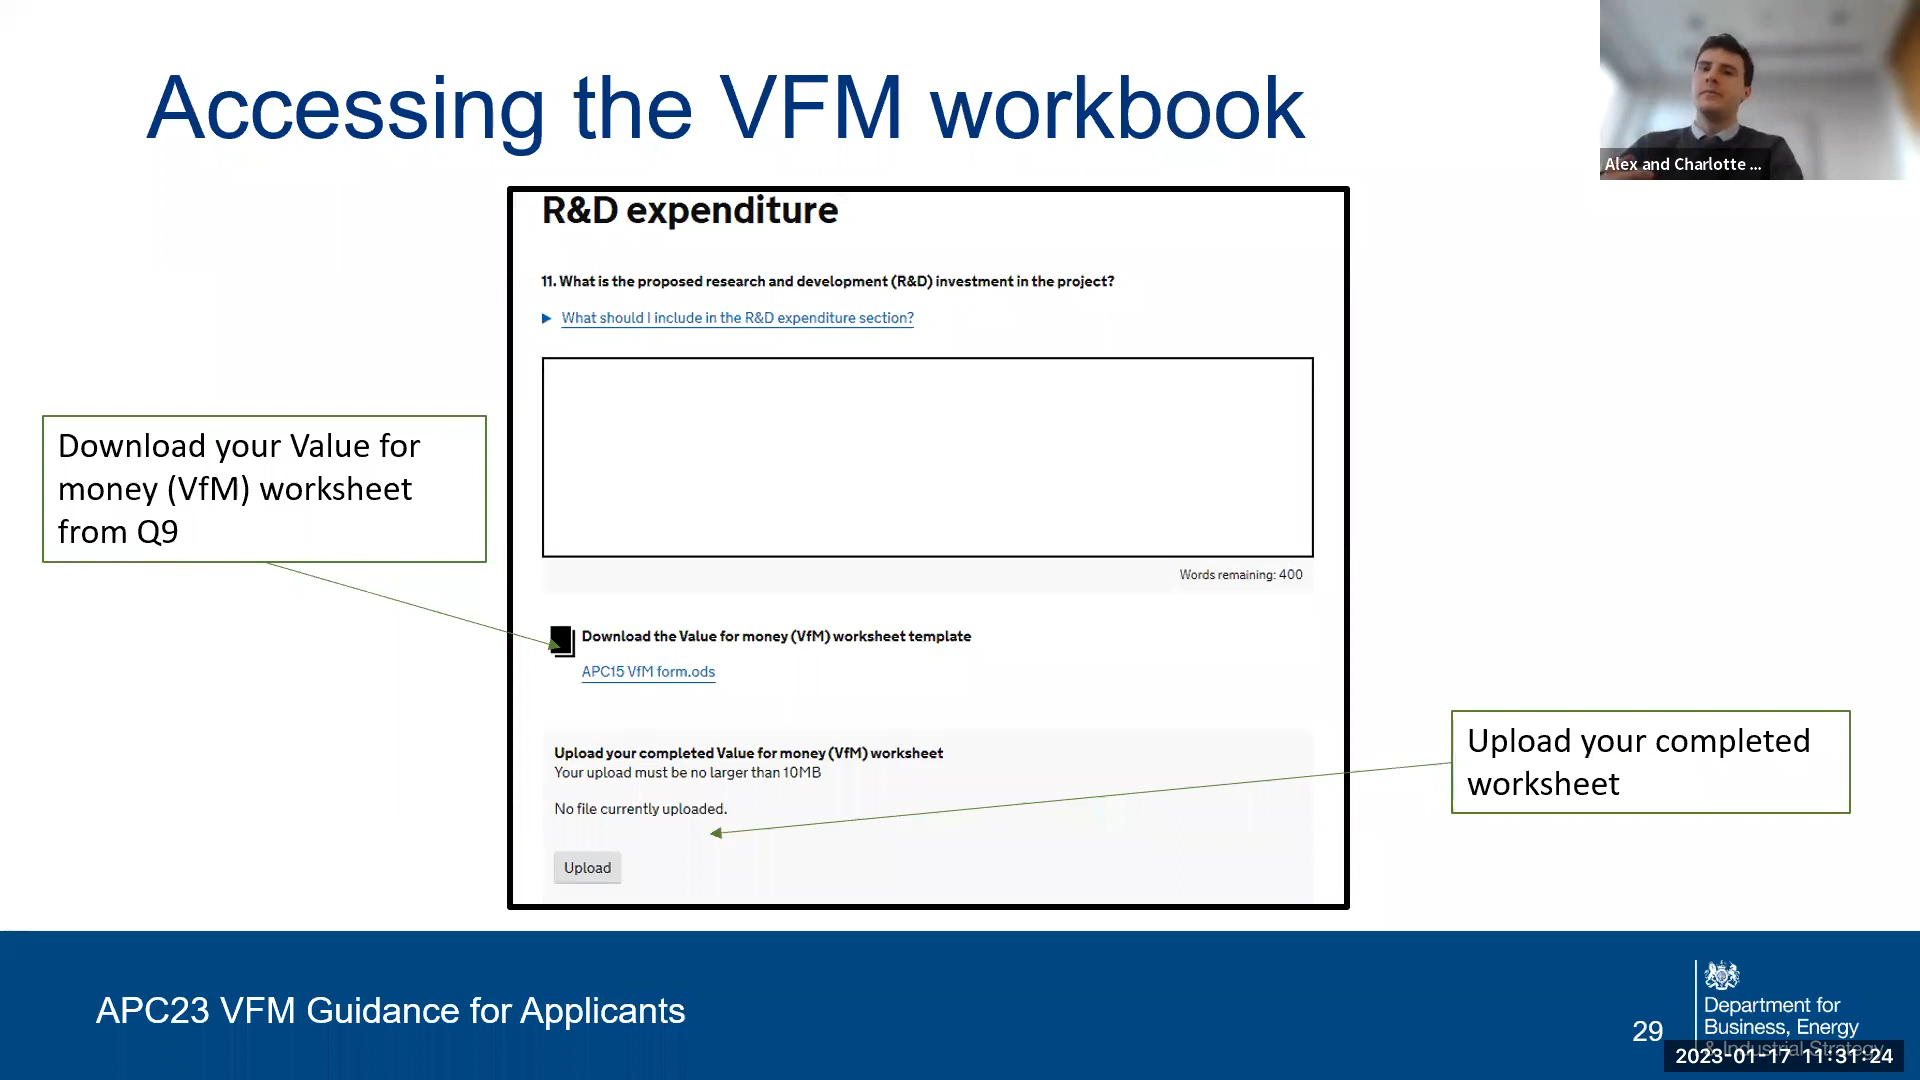 Accessing the VFM workbook
Alex and Charlotte ...
R&D expenditure
11. What is the proposed research and development (R&D) investment in the project?
What should I include in the R&D expenditure section?
Words remaining: 400
Download your Value for
money (VfM) worksheet
from Q9
Download the Value for money (VfM) worksheet template
APC15 VfM form.ods
Upload your completed Value for money (VfM) worksheet
Your upload must be no larger than 10MB
No file currently uploaded.
Upload
Upload your completed
worksheet
APC23 VFM Guidance for Applicants
29
Department for
Business, Energy
& Industrial Strategy
2023-01-17 11:31:24